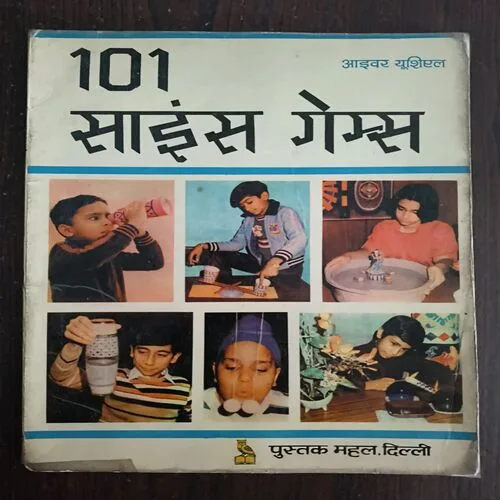 101
आइवर यूशिएल
साइंस गेम्स
पुस्तक महल, दिल्ली